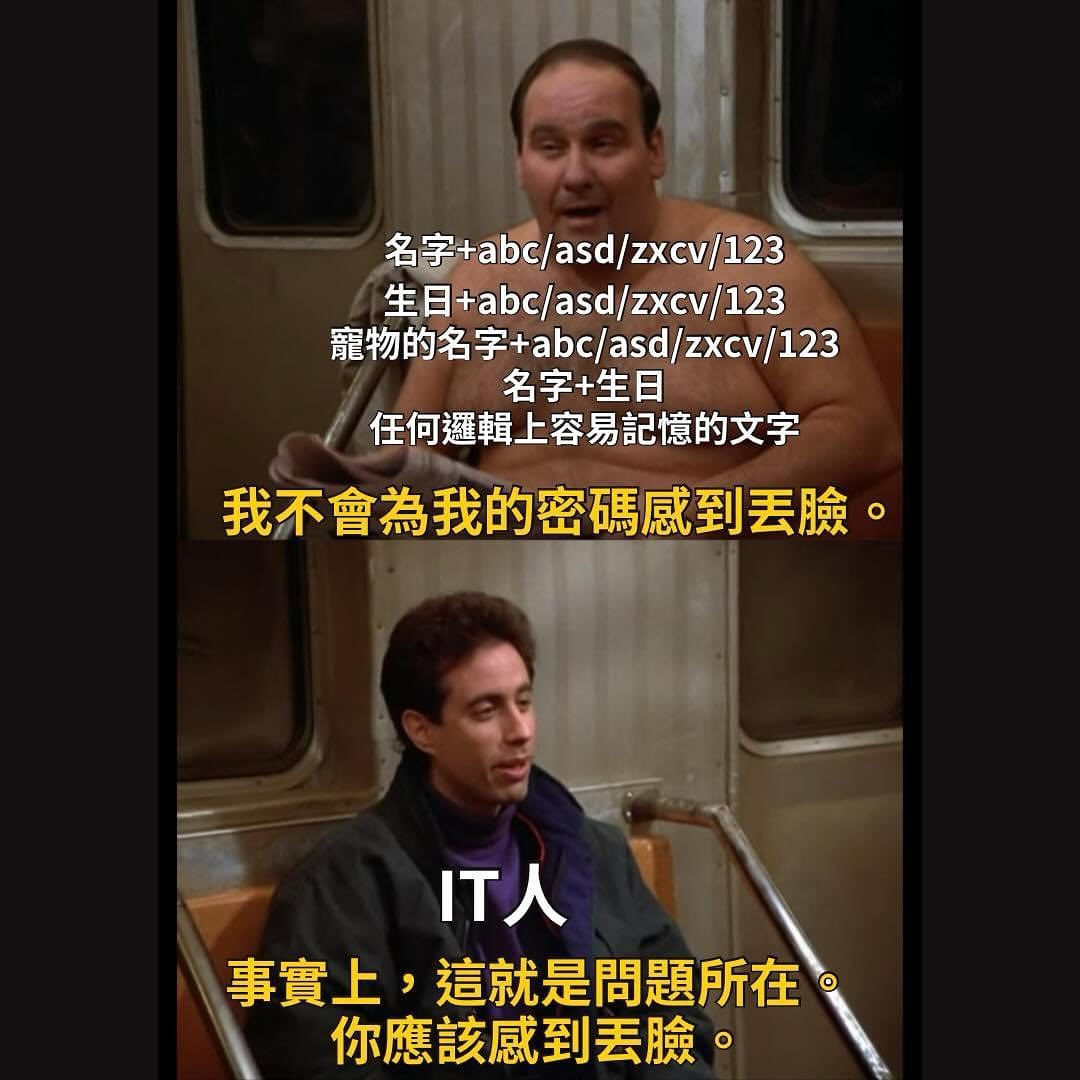 名字+abc/asd/zxcv/123
生日+abc/asd/zxcv/123
寵物的名字+abc/asd/zxcv/123
名字+生日
任何邏輯上容易記憶的文字
我不會為我的密碼感到丟臉。
IT人
事實上，這就是問題所在。
你應該感到丟臉。